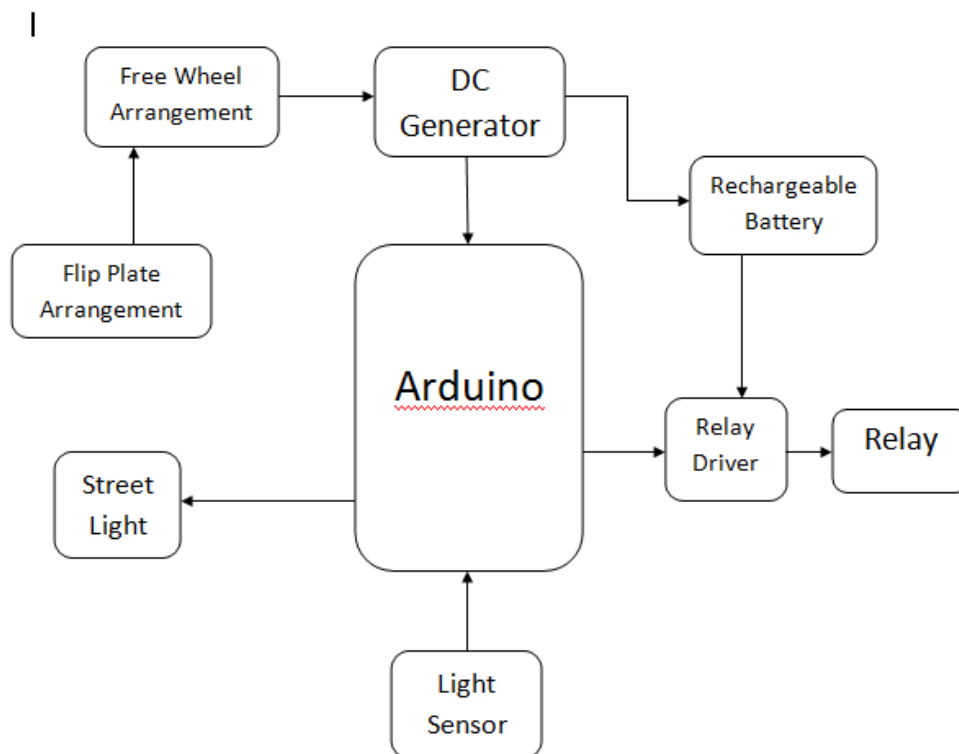 Free Wheel
Arrangement
DC
Generator
Rechargeable
Battery
Flip Plate
Arrangement
Arduino
Relay
Driver
Relay
Street
Light
Light
Sensor